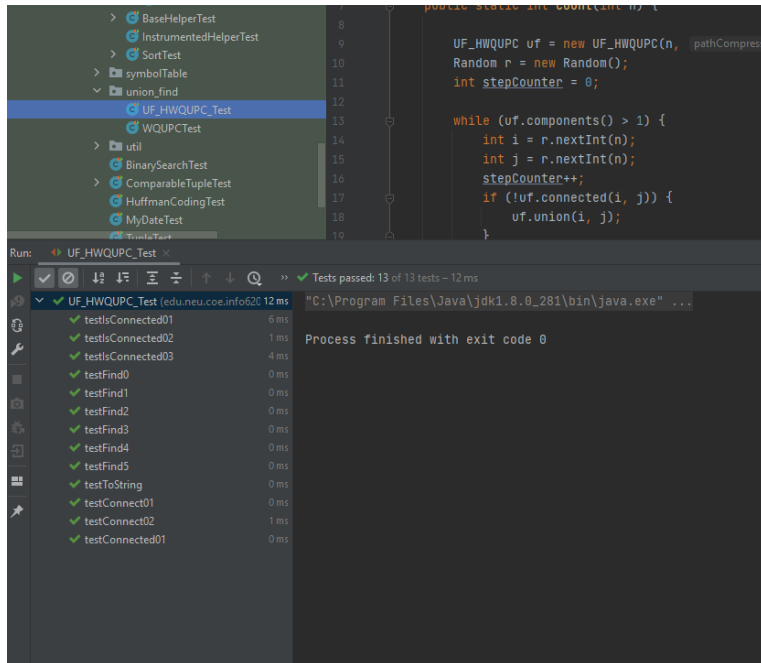 BaseHelperTest
InstrumentedHelperTest
SortTest
symbolTable
union_find
UF_HWQUPC_Test
WQUPCTest
util
BinarySearchTest
ComparableTupleTest
HuffmanCodingTest
MyDateTest
TupleTest
7 public static int count(int n) {
8
9 UF_HWQUPC uf = new UF_HWQUPC(n, pathCompres
10 Random r = new Random();
11 int stepCounter = 0;
12
13 while (uf.components() > 1) {
14 int i = r.nextInt(n);
15 int j = r.nextInt(n);
16 stepCounter++;
17 if (!uf.connected(i, j)) {
18 uf.union(i, j);
19 }
Run: UF_HWQUPC_Test ×
» Tests passed: 13 of 13 tests – 12 ms
UF_HWQUPC_Test (edu.neu.coe.info620 12 ms
testIsConnected01 6 ms
testIsConnected02 1 ms
testIsConnected03 4 ms
testFind0 0 ms
testFind1 0 ms
testFind2 0 ms
testFind3 0 ms
testFind4 0 ms
testFind5 0 ms
testToString 0 ms
testConnect01 0 ms
testConnect02 1 ms
testConnected01 0 ms
"C:\Program Files\Java\jdk1.8.0_281\bin\java.exe" ...
Process finished with exit code 0